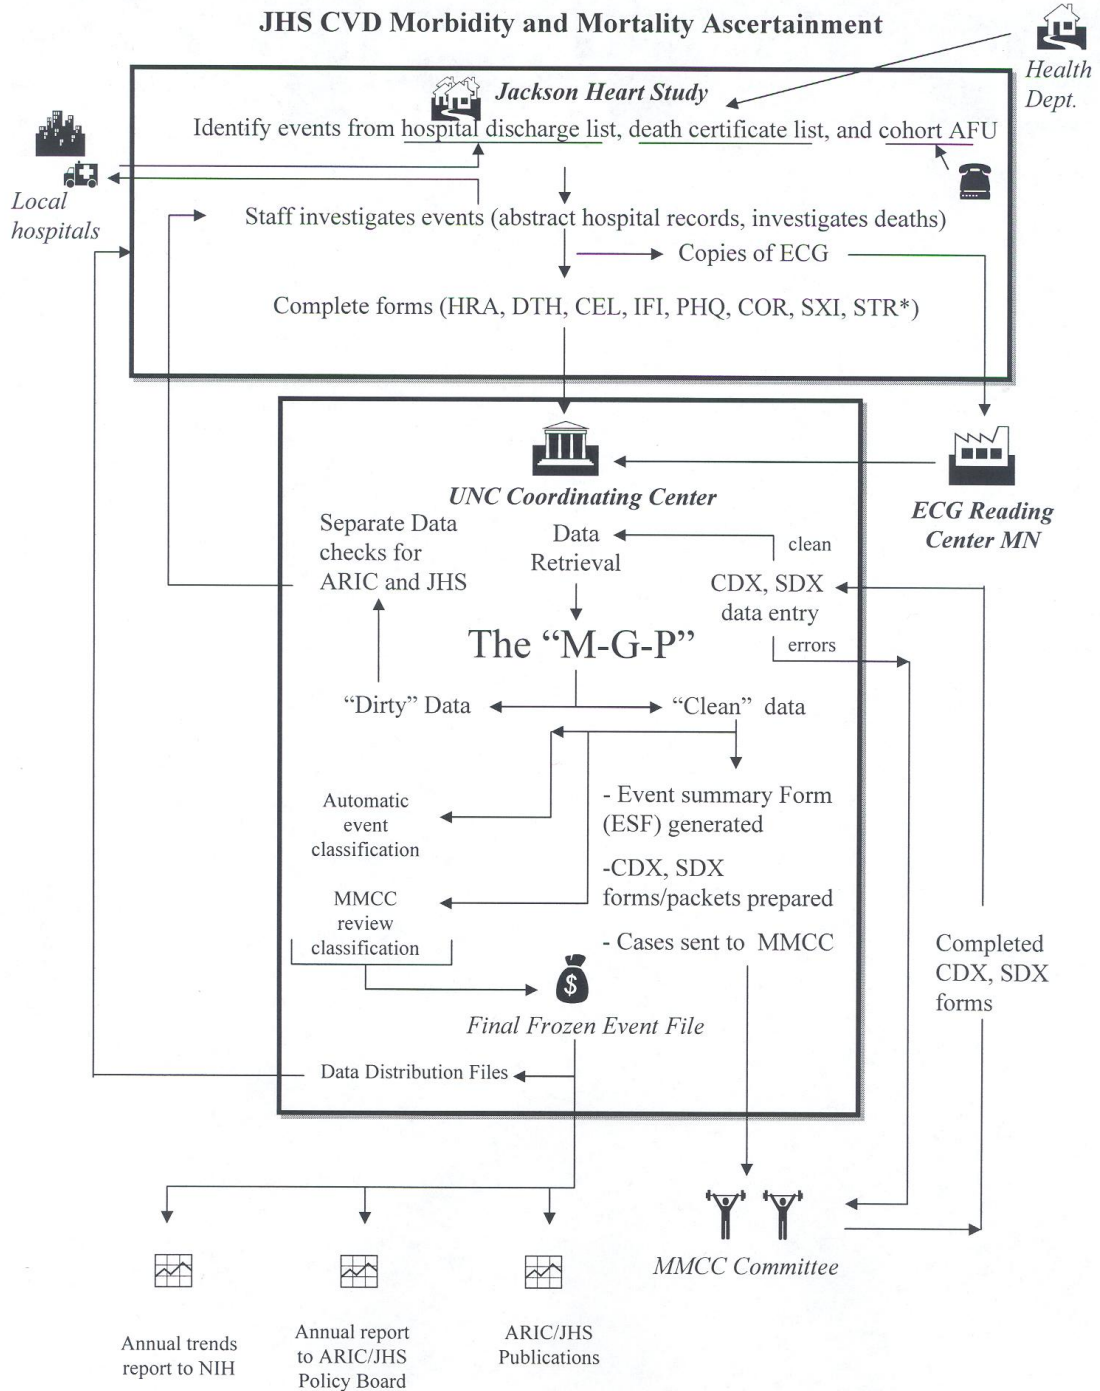 JHS CVD Morbidity and Mortality Ascertainment
Health
Dept.
Jackson Heart Study
Identify events from hospital discharge list, death certificate list, and cohort AFU
Local
hospitals
Staff investigates events (abstract hospital records, investigates deaths)
Copies of ECG
Complete forms (HRA, DTH, CEL, IFI, PHQ, COR, SXI, STR*)
UNC Coordinating Center
ECG Reading
Center MN
Separate Data
checks for
ARIC and JHS
Data
Retrieval
clean
CDX, SDX
data entry
errors
The “M-G-P”
“Dirty” Data
“Clean” data
Automatic
event
classification
- Event summary Form
(ESF) generated
-CDX, SDX
forms/packets prepared
- Cases sent to MMCC
MMCC
review
classification
Completed
CDX, SDX
forms
$
Final Frozen Event File
Data Distribution Files
MMCC Committee
Annual trends
report to NIH
Annual report
to ARIC/JHS
Policy Board
ARIC/JHS
Publications